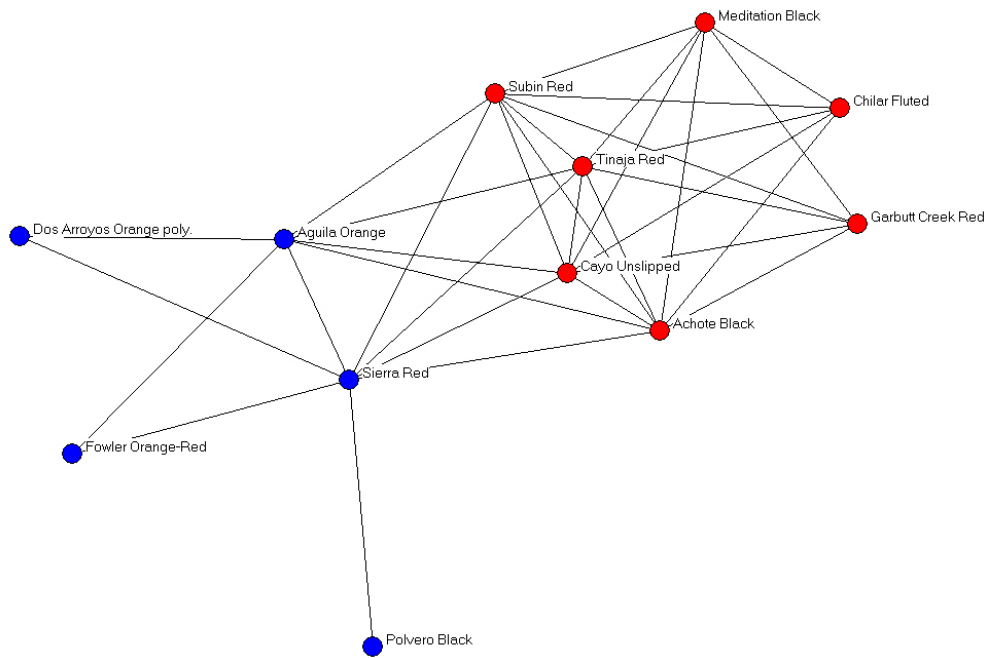 Meditation Black
Subin Red
Chilar Fluted
Tinaja Red
Garbutt Creek Red
Dos Arroyos Orange poly.
Aguila Orange
Cayo Unslipped
Achote Black
Sierra Red
Fowler Orange-Red
Polvero Black